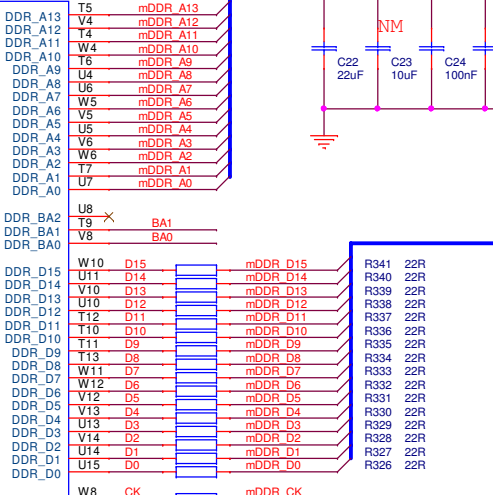 DDR_A13 T5 mDDR_A13
DDR_A12 V4 mDDR_A12
DDR_A11 T4 mDDR_A11
DDR_A10 W4 mDDR_A10
DDR_A9 T6 mDDR_A9
DDR_A8 U4 mDDR_A8
DDR_A7 U6 mDDR_A7
DDR_A6 W5 mDDR_A6
DDR_A5 V5 mDDR_A5
DDR_A4 U5 mDDR_A4
DDR_A3 V6 mDDR_A3
DDR_A2 W6 mDDR_A2
DDR_A1 T7 mDDR_A1
DDR_A0 U7 mDDR_A0
NM
C22 C23 C24
22uF 10uF 100nF
DDR_BA2 U8
DDR_BA1 T9 BA1
DDR_BA0 V8 BA0
DDR_D15 W10 D15 mDDR_D15 R341 22R
DDR_D14 U11 D14 mDDR_D14 R340 22R
DDR_D13 V10 D13 mDDR_D13 R339 22R
DDR_D12 U10 D12 mDDR_D12 R338 22R
DDR_D11 T12 D11 mDDR_D11 R337 22R
DDR_D10 T10 D10 mDDR_D10 R336 22R
DDR_D9 T11 D9 mDDR_D9 R335 22R
DDR_D8 T13 D8 mDDR_D8 R334 22R
DDR_D7 W11 D7 mDDR_D7 R333 22R
DDR_D6 W12 D6 mDDR_D6 R332 22R
DDR_D5 V12 D5 mDDR_D5 R331 22R
DDR_D4 V13 D4 mDDR_D4 R330 22R
DDR_D3 U13 D3 mDDR_D3 R329 22R
DDR_D2 V14 D2 mDDR_D2 R328 22R
DDR_D1 U14 D1 mDDR_D1 R327 22R
DDR_D0 U15 D0 mDDR_D0 R326 22R
W8 CK mDDR_CK